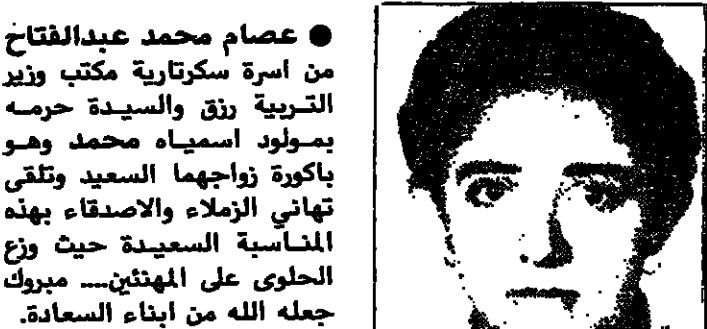 ● عصام محمد عبدالفتاح
من اسرة سكرتارية مكتب وزير
التربية رزق والسيدة حرمه
بمولود اسمياه محمد وهو
باكورة زواجهما السعيد وتلقى
تهاني الزملاء والاصدقاء بهذه
المناسبة السعيدة حيث وزع
الحلوى على المهنئين.... مبروك
جعله الله من ابناء السعادة.